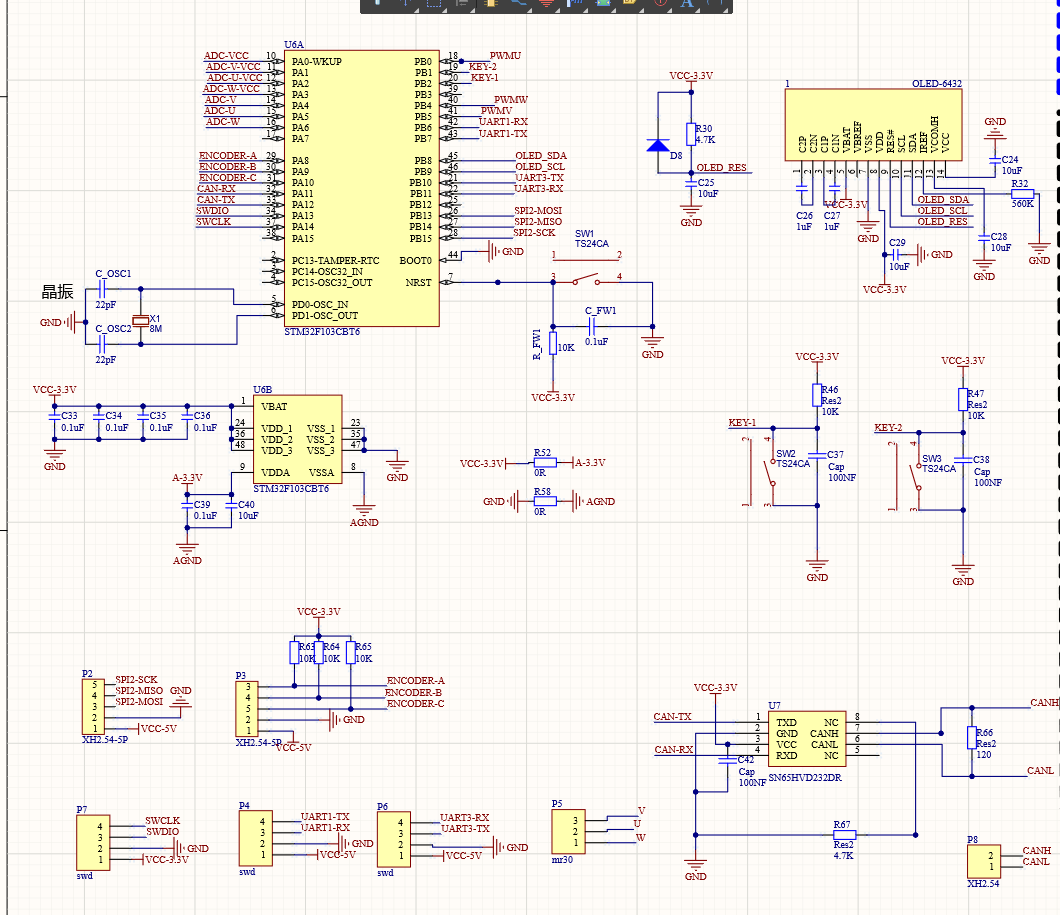 U6A
ADC-VCC 10 PA0-WKUP PB0 18 PWMU
ADC-V-VCC 11 PA1 PB1 19 KEY-2
ADC-U-VCC 12 PA2 PB2 20 KEY-1
ADC-W-VCC 13 PA3 PB3 39
ADC-V 14 PA4 PB4 40 PWMW
ADC-U 15 PA5 PB5 41 PWMV
ADC-W 16 PA6 PB6 42 UART1-RX
17 PA7 PB7 43 UART1-TX
ENCODER-A 29 PA8 PB8 45 OLED_SDA
ENCODER-B 30 PA9 PB9 46 OLED_SCL
ENCODER-C 31 PA10 PB10 21 UART3-TX
CAN-RX 32 PA11 PB11 22 UART3-RX
CAN-TX 33 PA12 PB12 25
SWDIO 34 PA13 PB13 26 SPI2-MOSI
SWCLK 37 PA14 PB14 27 SPI2-MISO
38 PA15 PB15 28 SPI2-SCK
2 PC13-TAMPER-RTC BOOT0 44 GND
3 PC14-OSC32_IN
4 PC15-OSC32_OUT NRST 7
5 PD0-OSC_IN
6 PD1-OSC_OUT
STM32F103CBT6
晶振
C_OSC1
22pF
GND
X1
8M
C_OSC2
22pF
SW1
TS24CA
1 2
3 4
C_FW1
0.1uF
R_FW1
10K
GND
VCC-3.3V
VCC-3.3V
R30
4.7K
D8
OLED_RES
C25
10uF
GND
1 OLED-6432
C2P
C2N
C1P
C1N
VBAT
VBREF
VSS
VDD
RES#
SCL
SDA
IREF
VCOMH
VCC
1 2 3 4 5 6 7 8 9 10 11 12 13 14
C26
1uF
C27
1uF
VCC-3.3V
GND
C29
10uF
GND
VCC-3.3V
OLED_SDA
OLED_SCL
OLED_RES
GND
C24
10uF
R32
560K
C28
10uF
GND
GND
VCC-3.3V
C33
0.1uF
C34
0.1uF
C35
0.1uF
C36
0.1uF
GND
U6B
1 VBAT
24 VDD_1 VSS_1 23
36 VDD_2 VSS_2 35
48 VDD_3 VSS_3 47
9 VDDA VSSA 8
STM32F103CBT6
GND
AGND
A-3.3V
C39
0.1uF
C40
10uF
AGND
VCC-3.3V R52 A-3.3V
0R
GND R58 AGND
0R
VCC-3.3V
R46
Res2
10K
KEY-1
2 4
SW2
TS24CA
1 3
C37
Cap
100NF
GND
VCC-3.3V
R47
Res2
10K
KEY-2
2 4
SW3
TS24CA
1 3
C38
Cap
100NF
GND
P2
5 SPI2-SCK
4 SPI2-MISO
3 SPI2-MOSI
2 GND
1 VCC-5V
XH2.54-5P
VCC-3.3V
R63
10K
R64
10K
R65
10K
P3
3 ENCODER-A
4 ENCODER-B
5 ENCODER-C
2 GND
1 VCC-5V
XH2.54-5P
VCC-3.3V
U7
CAN-TX 1 TXD NC 8
2 GND CANH 7
3 VCC CANL 6
CAN-RX 4 RXD NC 5
SN65HVD232DR
C42
Cap
100NF
CANH
R66
Res2
120
CANL
R67
Res2
4.7K
GND
P7
4 SWCLK
3 SWDIO
2 GND
1 VCC-3.3V
swd
P4
4 UART1-TX
3 UART1-RX
2 GND
1 VCC-5V
swd
P6
4 UART3-RX
3 UART3-TX
2 GND
1 VCC-5V
swd
P5
3 V
2 U
1 W
mr30
P8
2 CANH
1 CANL
XH2.54